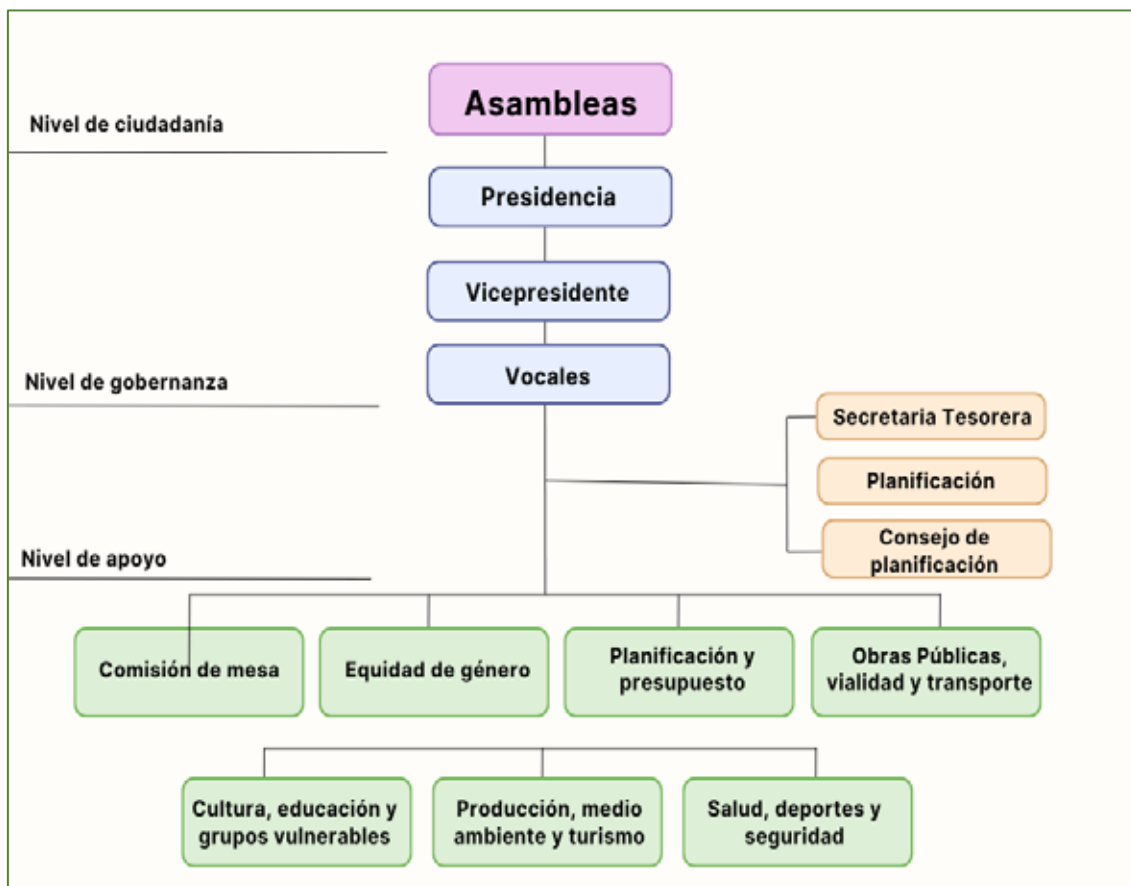 Asambleas
Nivel de ciudadanía
Presidencia
Vicepresidente
Vocales
Nivel de gobernanza
Secretaria Tesorera
Planificación
Consejo de
planificación
Nivel de apoyo
Comisión de mesa
Equidad de género
Planificación y
presupuesto
Obras Públicas,
vialidad y transporte
Cultura, educación y
grupos vulnerables
Producción, medio
ambiente y turismo
Salud, deportes y
seguridad